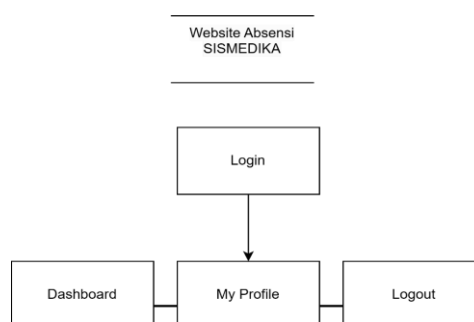 Website Absensi
SISMEDIKA
Login
Dashboard
My Profile
Logout